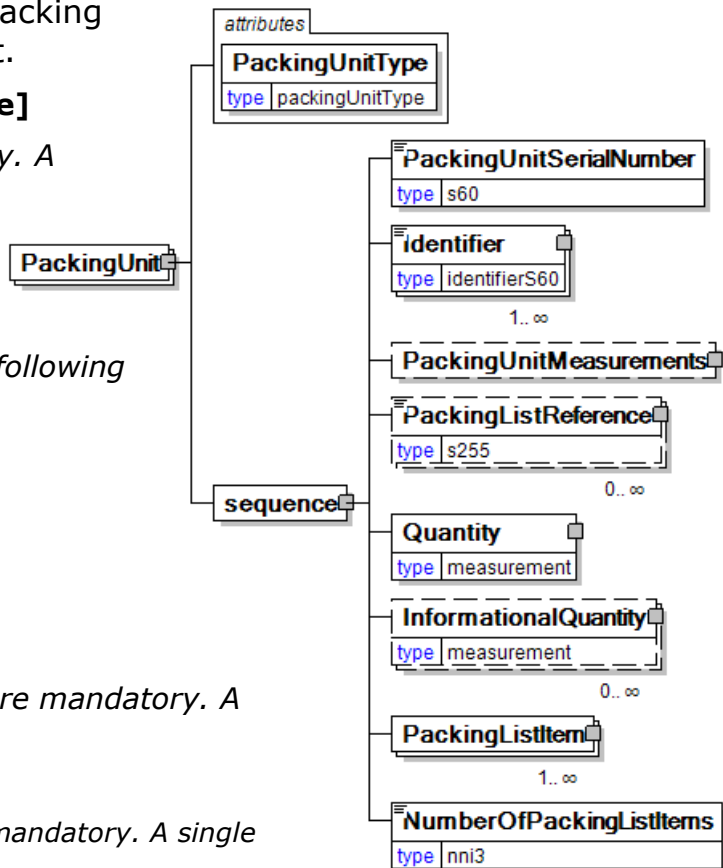 acking
t.
e]
y. A
following
re mandatory. A
mandatory. A single
attributes
PackingUnitType
type packingUnitType
PackingUnit
sequence
PackingUnitSerialNumber
type s60
Identifier
type identifierS60
1.. ∞
PackingUnitMeasurements
PackingListReference
type s255
0.. ∞
Quantity
type measurement
InformationalQuantity
type measurement
0.. ∞
PackingListItem
1.. ∞
NumberOfPackingListItems
type nni3